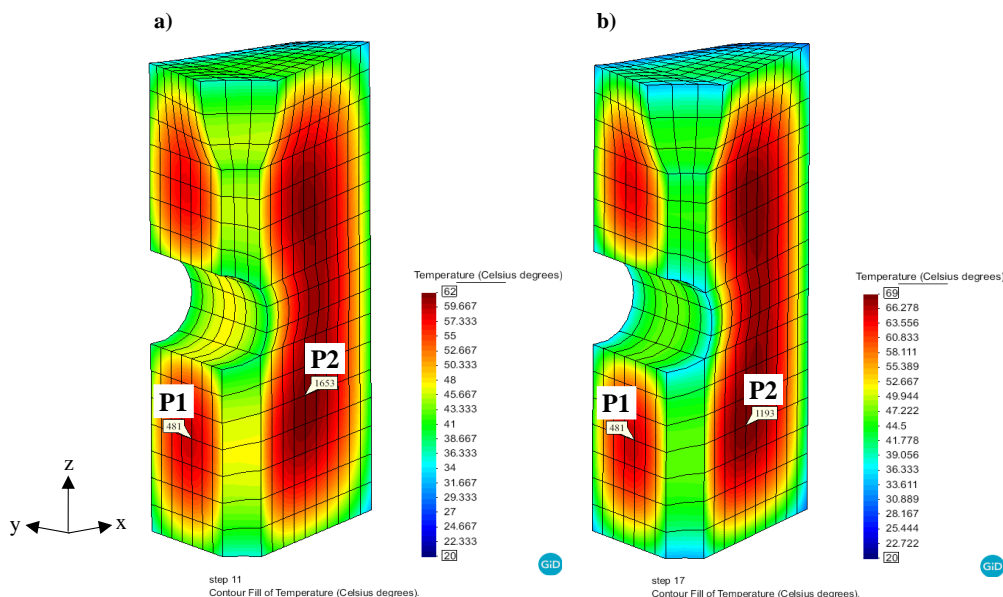 a)
P1
481
P2
1653
z
y
x
Temperature (Celsius degrees)
62
59.667
57.333
55
52.667
50.333
48
45.667
43.333
41
38.667
36.333
34
31.667
29.333
27
24.667
22.333
20
GiD
step 11
Contour Fill of Temperature (Celsius degrees).
b)
P1
481
P2
1193
Temperature (Celsius degrees)
69
66.278
63.556
60.833
58.111
55.389
52.667
49.944
47.222
44.5
41.778
39.056
36.333
33.611
30.889
28.167
25.444
22.722
20
GiD
step 17
Contour Fill of Temperature (Celsius degrees).